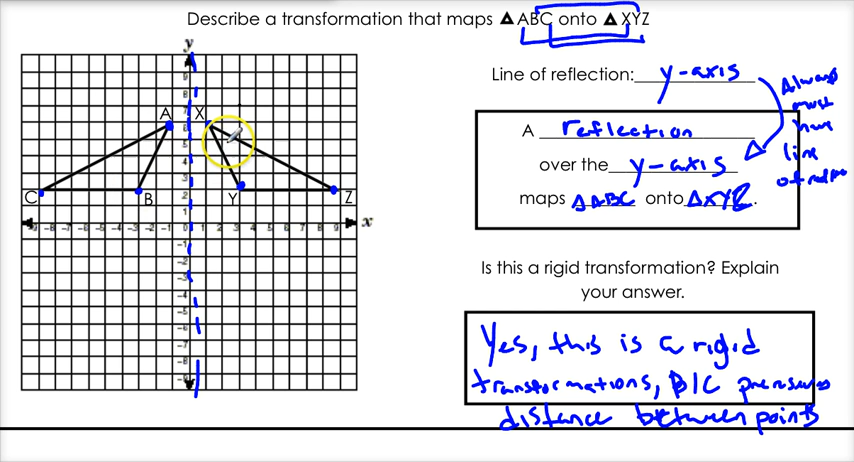 Describe a transformation that maps ▲ABC onto ▲XYZ
Line of reflection: y-axis
Always
must
have
line
of
A reflection
over the y-axis
maps △ABC onto △XYZ.
Is this a rigid transformation? Explain
your answer.
Yes, this is a rigid
transformations, B/C
distance between points
y
A X
C B Y Z
x